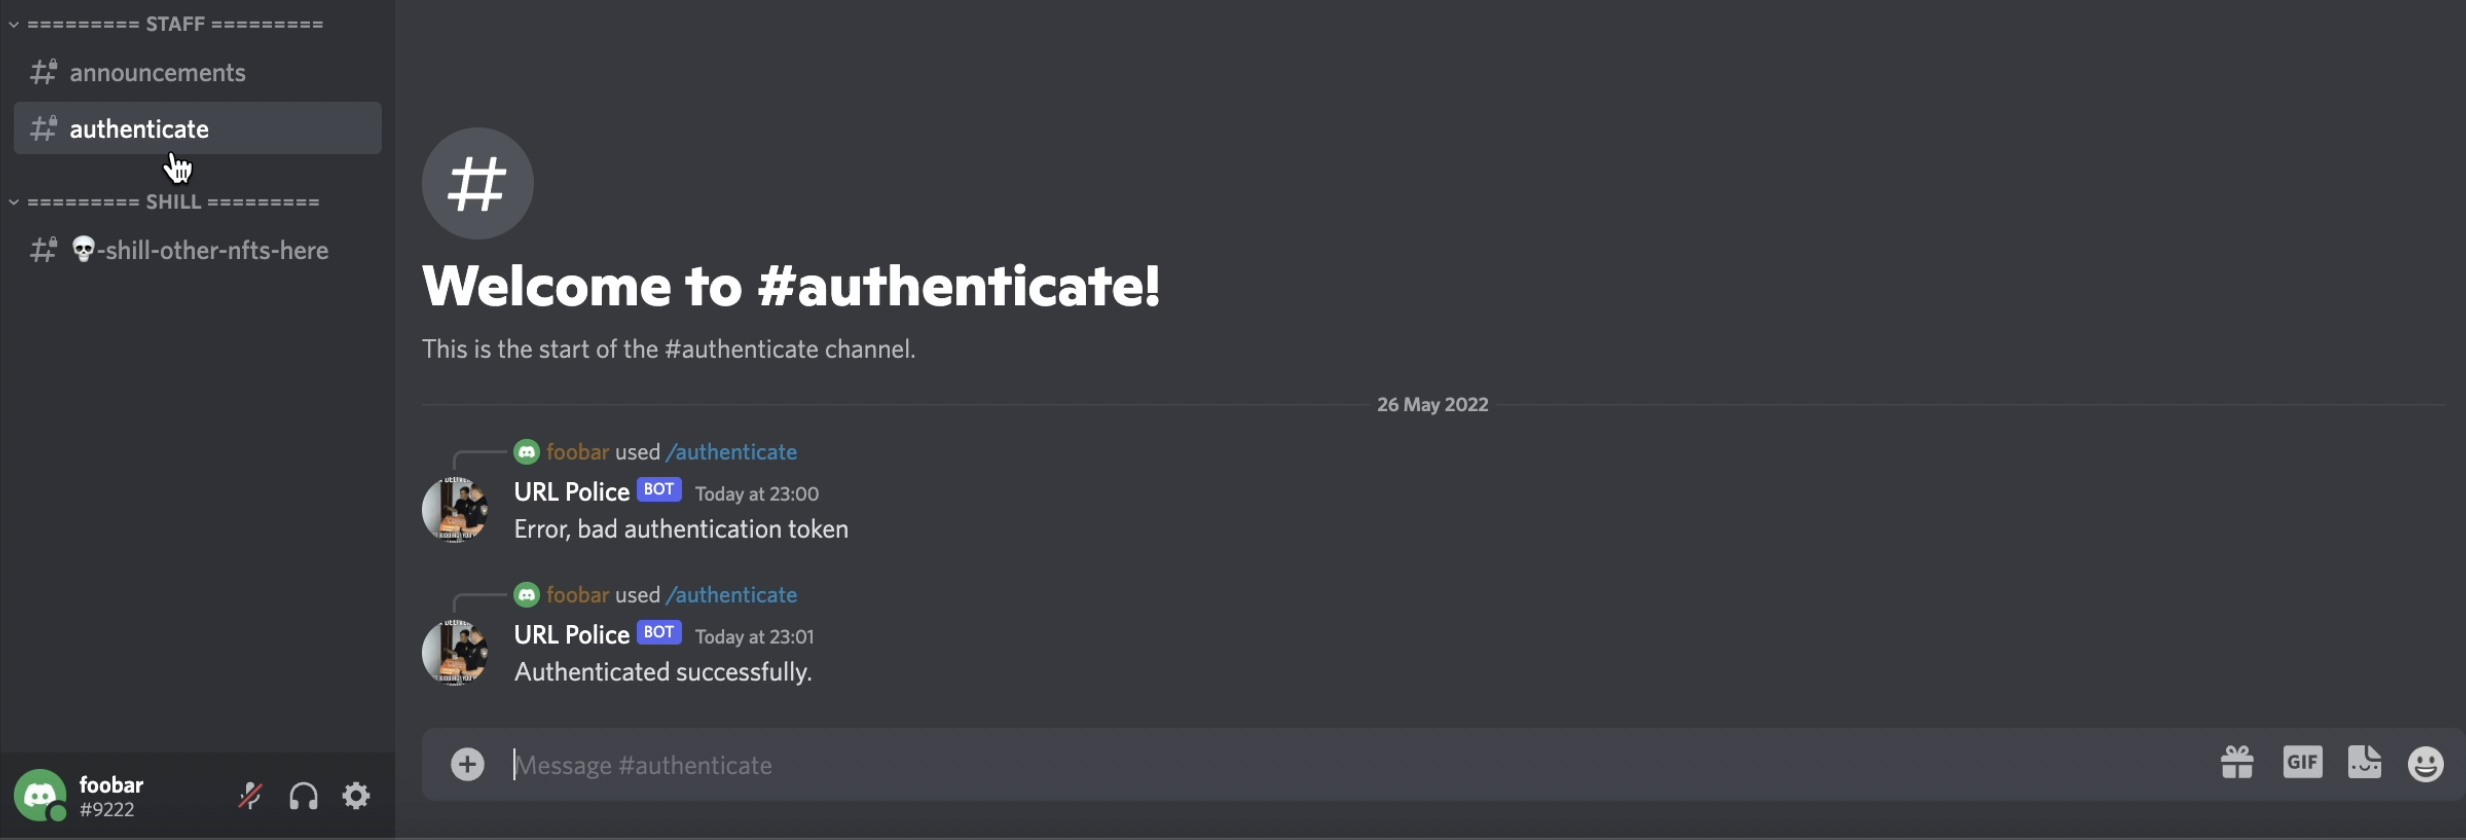 ========= STAFF =========
announcements
authenticate
========= SHILL =========
💀-shill-other-nfts-here
Welcome to #authenticate!
This is the start of the #authenticate channel.
26 May 2022
foobar used /authenticate
URL Police BOT Today at 23:00
Error, bad authentication token
foobar used /authenticate
URL Police BOT Today at 23:01
Authenticated successfully.
Message #authenticate
GIF
foobar
#9222